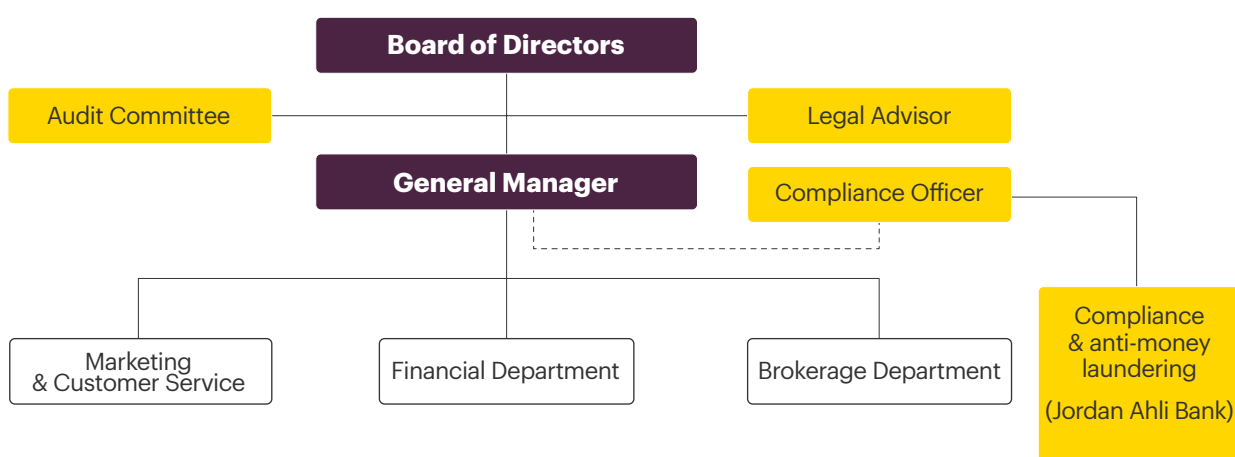 Board of Directors
Audit Committee
Legal Advisor
General Manager
Compliance Officer
Marketing
& Customer Service
Financial Department
Brokerage Department
Compliance
& anti-money
laundering
(Jordan Ahli Bank)